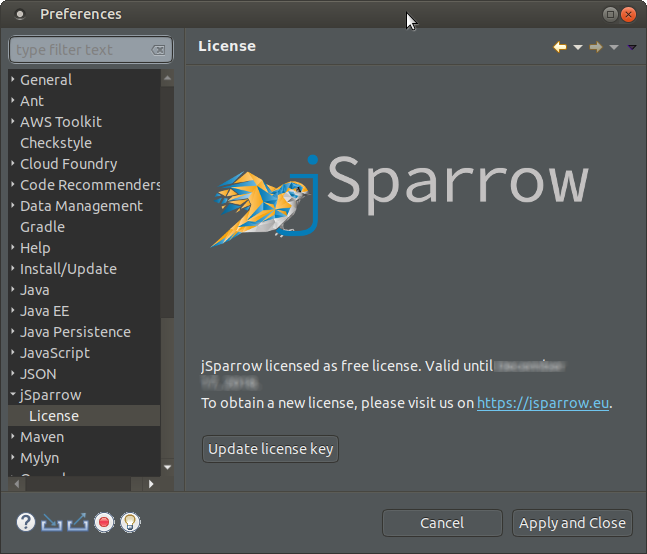 Preferences
type filter text
License
General
Ant
AWS Toolkit
Checkstyle
Cloud Foundry
Code Recommenders
Data Management
Gradle
Help
Install/Update
Java
Java EE
Java Persistence
JavaScript
JSON
jSparrow
License
Maven
Mylyn
jSparrow
jSparrow licensed as free license. Valid until
To obtain a new license, please visit us on https://jsparrow.eu.
Update license key
Cancel
Apply and Close